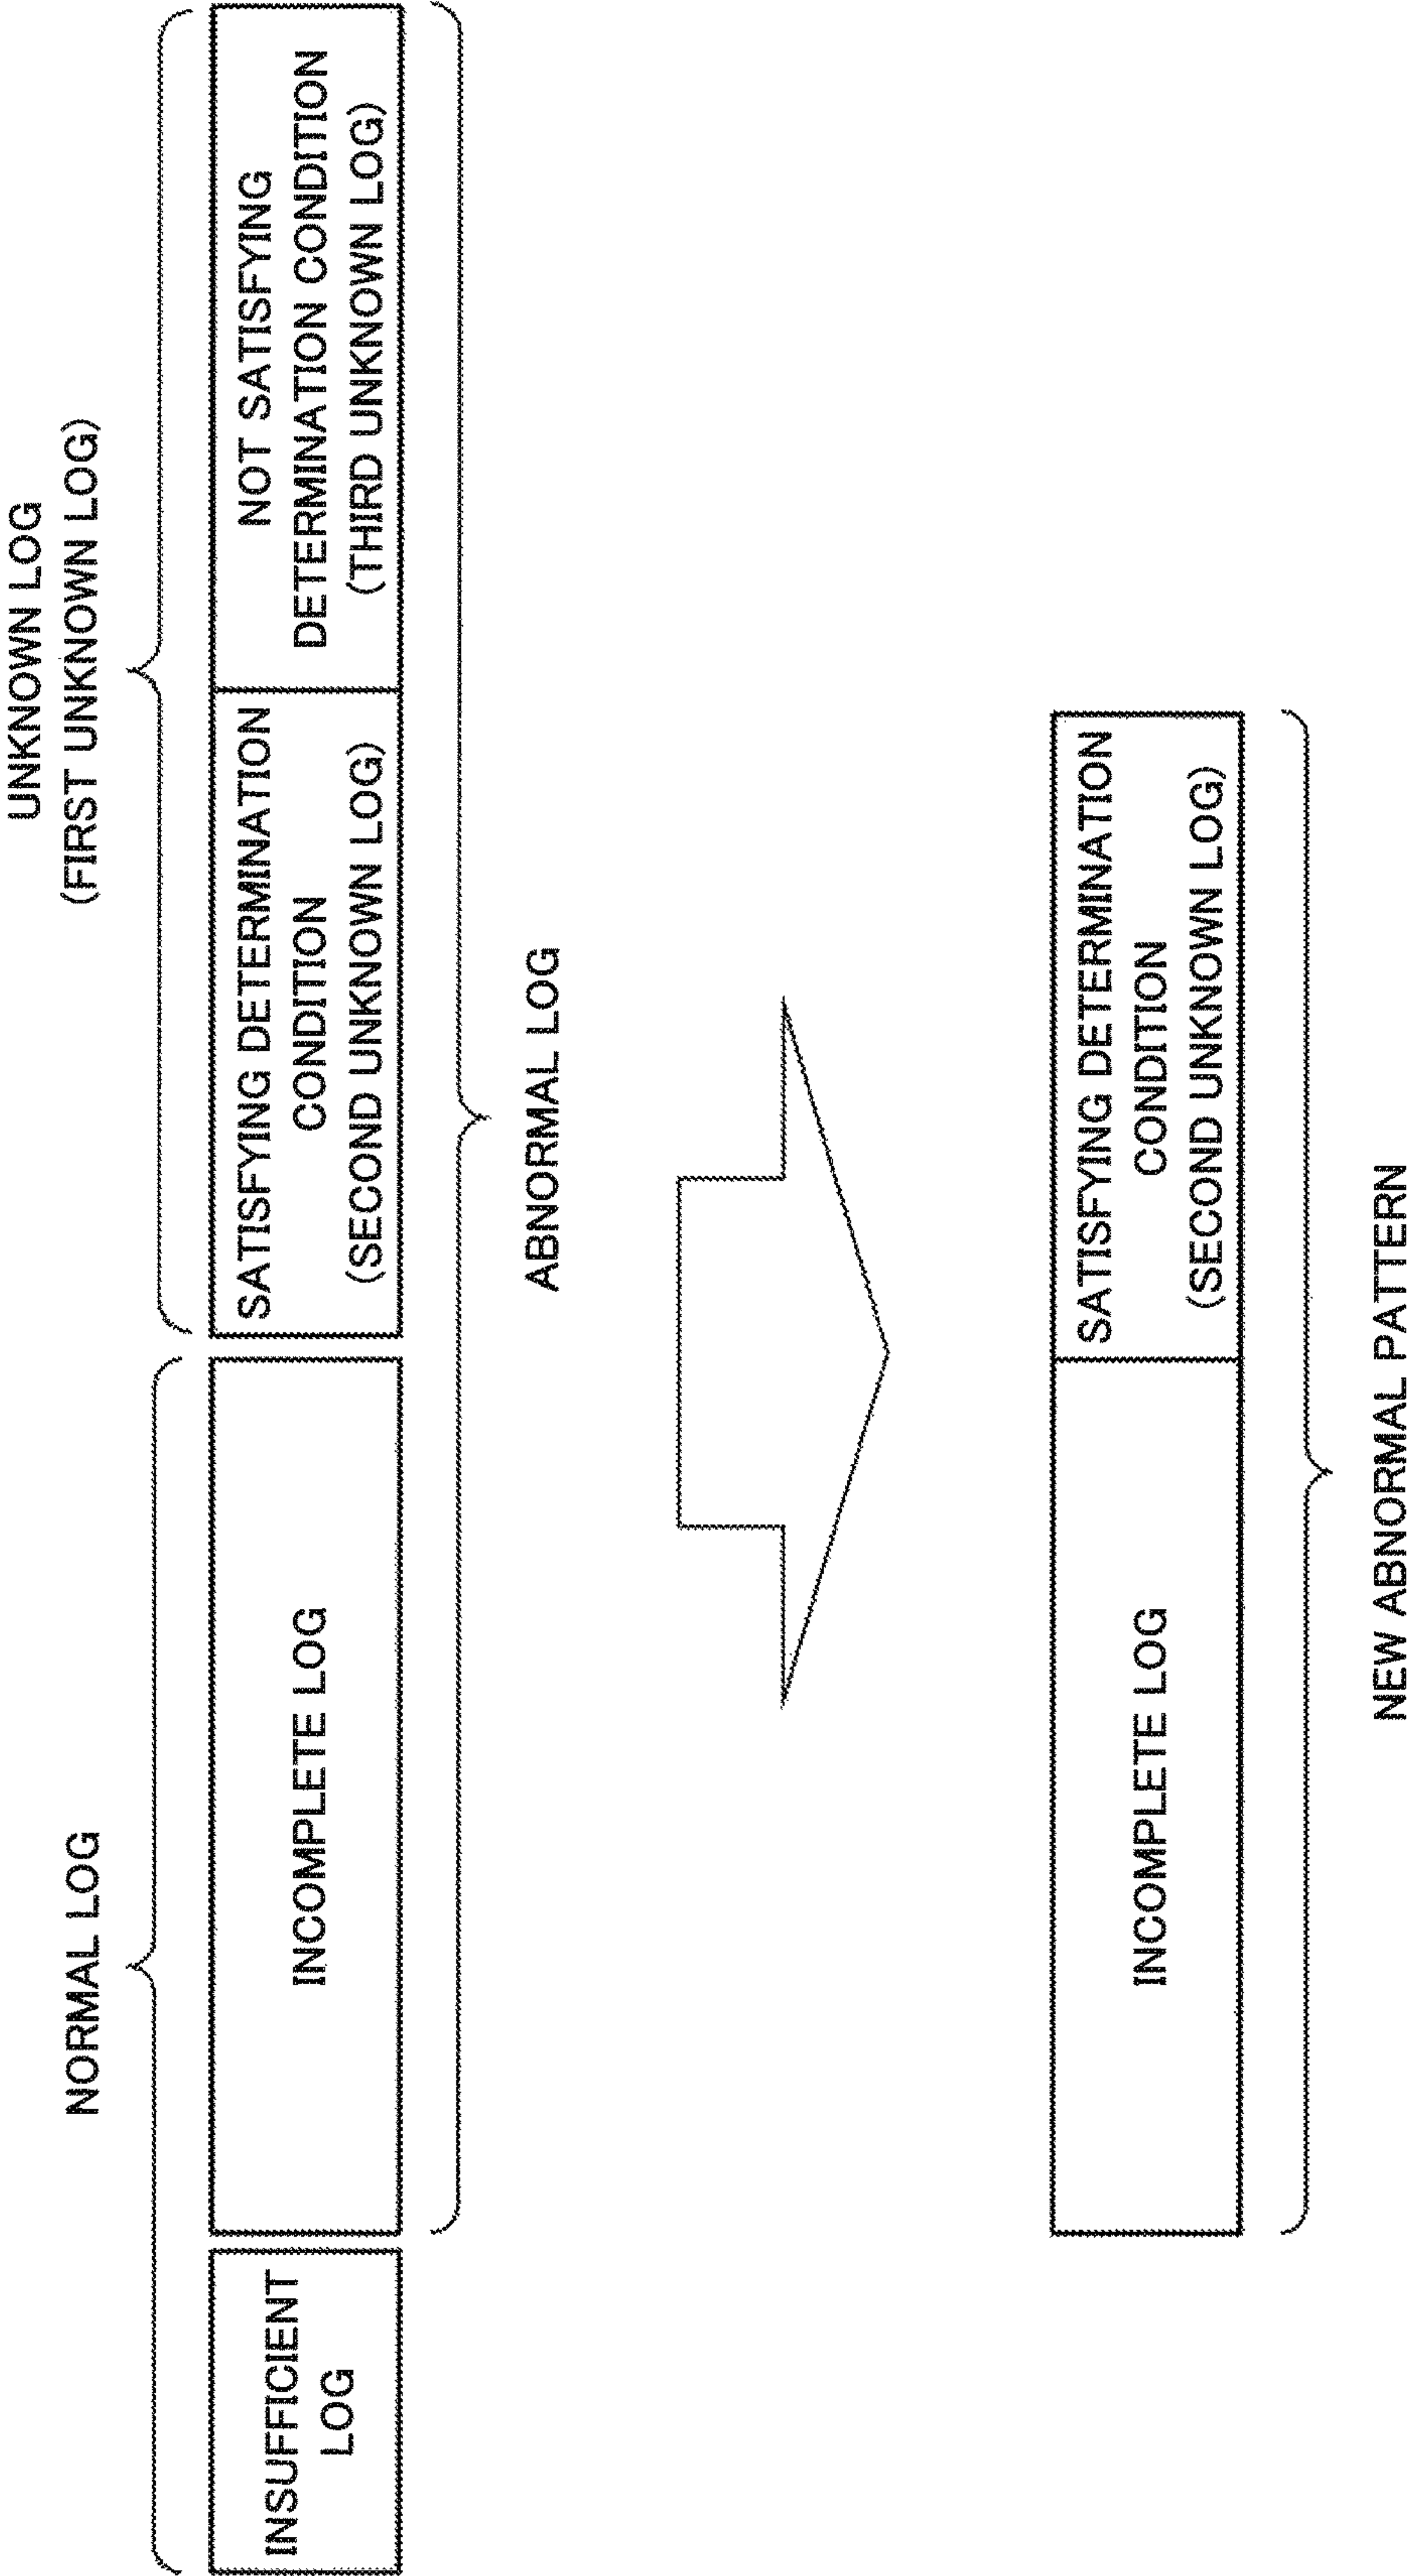 NORMAL LOG
UNKNOWN LOG
(FIRST UNKNOWN LOG)
INSUFFICIENT
LOG
INCOMPLETE LOG
SATISFYING DETERMINATION
CONDITION
(SECOND UNKNOWN LOG)
NOT SATISFYING
DETERMINATION CONDITION
(THIRD UNKNOWN LOG)
ABNORMAL LOG
INCOMPLETE LOG
SATISFYING DETERMINATION
CONDITION
(SECOND UNKNOWN LOG)
NEW ABNORMAL PATTERN